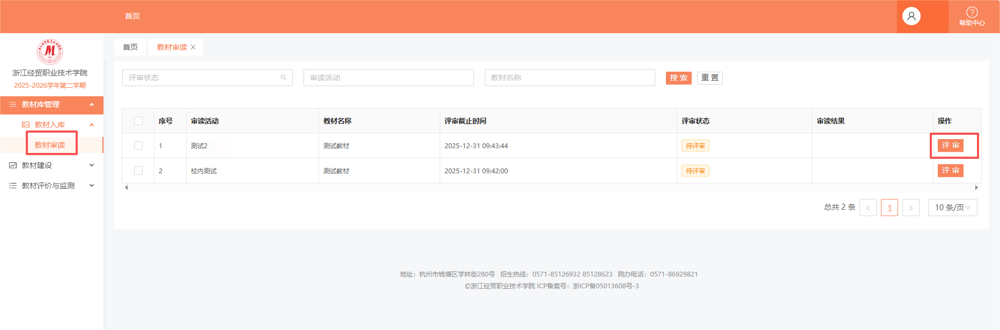 首页
帮助中心
浙江经贸职业技术学院
2025-2026学年第二学期
教材库管理
教材入库
教材审读
教材建设
教材评价与监测
首页 教材审读
评审状态 审读活动 教材名称 搜 索 重 置
序号 审读活动 教材名称 评审截止时间 评审状态 审读结果 操作
1 测试2 测试教材 2025-12-31 09:43:44 待评审 评 审
2 校内测试 测试教材 2025-12-31 09:42:00 待评审 评 审
总共 2 条 < 1 > 10 条/页
地址：杭州市钱塘区学林街280号 招生热线：0571-85126932 85128623 院办电话：0571-86929821
©浙江经贸职业技术学院 ICP备案号：浙ICP备05013608号-3